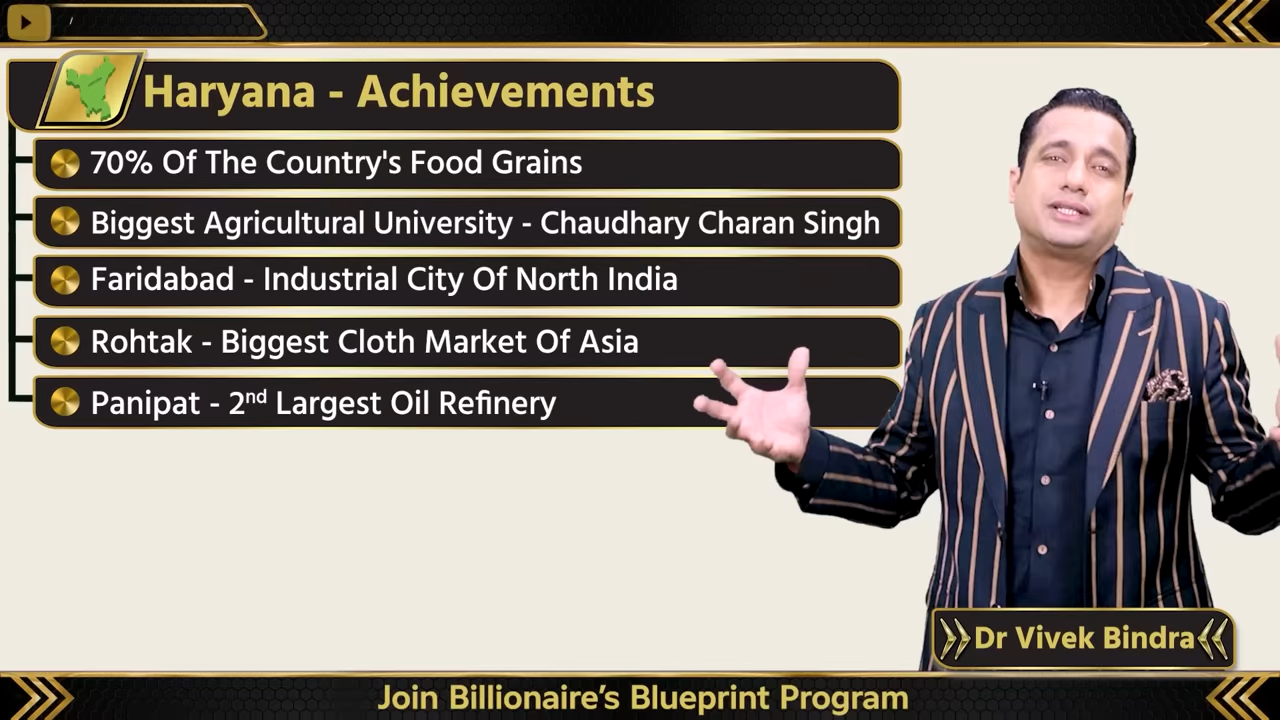 Haryana - Achievements
70% Of The Country's Food Grains
Biggest Agricultural University - Chaudhary Charan Singh
Faridabad - Industrial City Of North India
Rohtak - Biggest Cloth Market Of Asia
Panipat - 2nd Largest Oil Refinery
Dr Vivek Bindra
Join Billionaire’s Blueprint Program